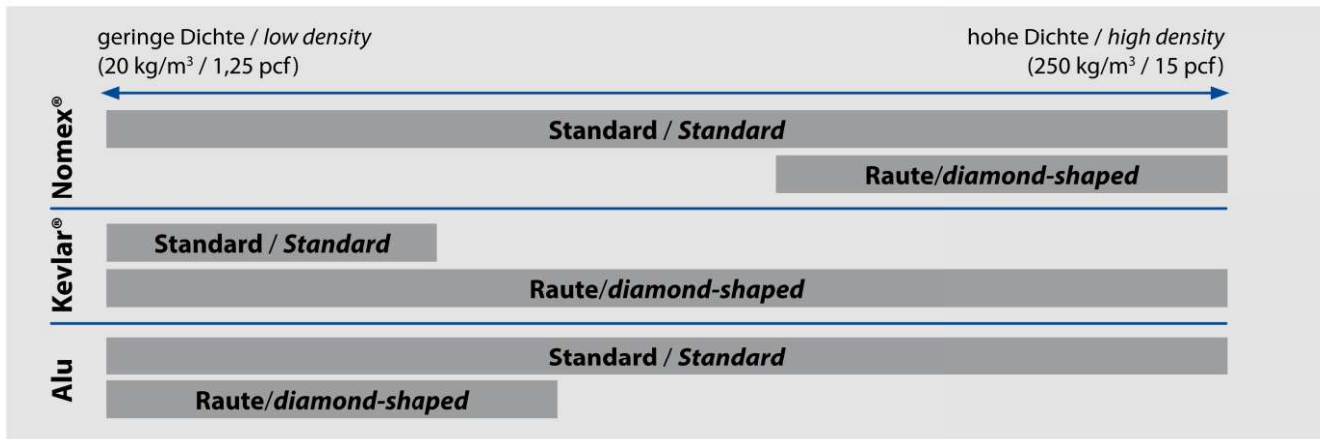 geringe Dichte / low density
(20 kg/m³ / 1,25 pcf)
hohe Dichte / high density
(250 kg/m³ / 15 pcf)
Nomex®
Standard / Standard
Raute/diamond-shaped
Kevlar®
Standard / Standard
Raute/diamond-shaped
Alu
Standard / Standard
Raute/diamond-shaped